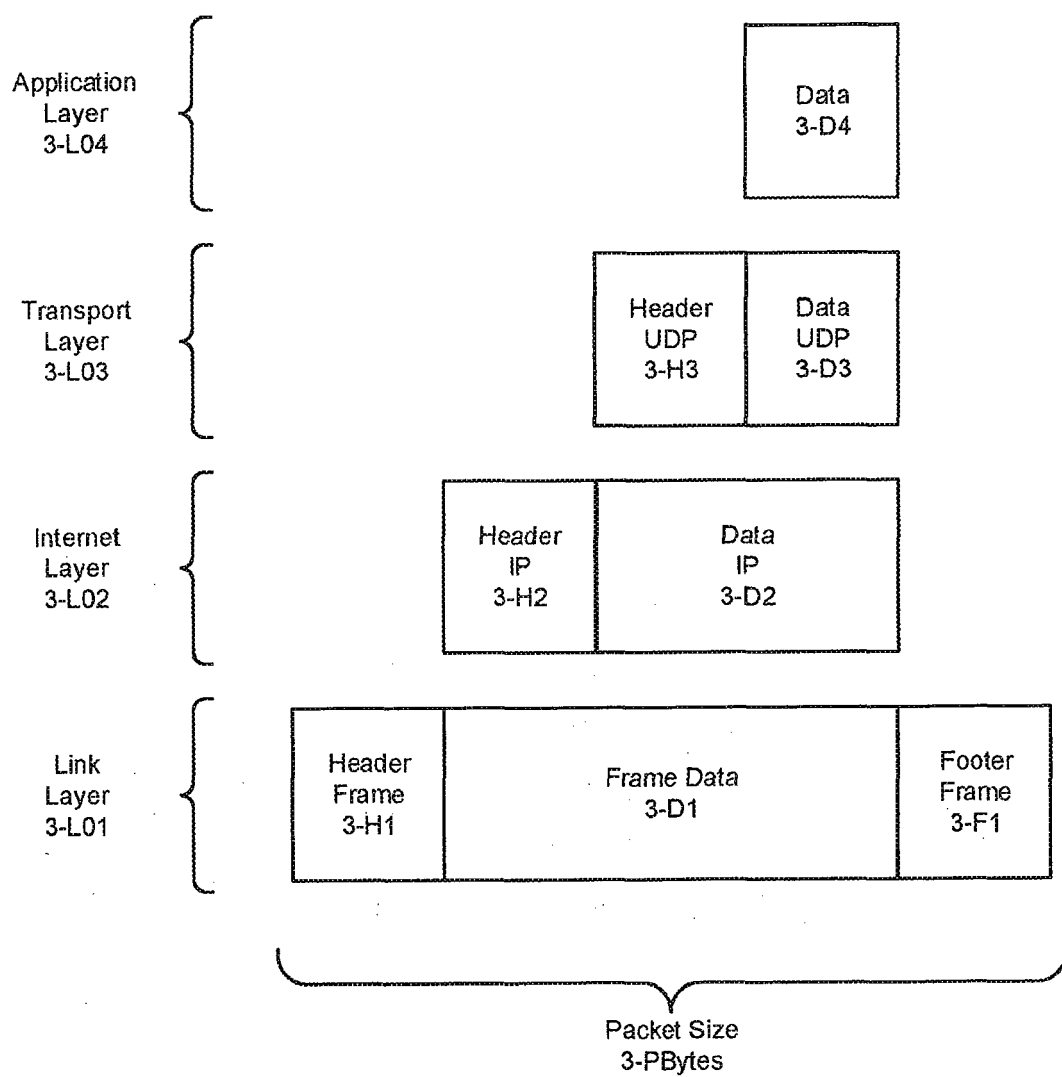 Application
Layer
3-L04
Data
3-D4
Transport
Layer
3-L03
Header
UDP
3-H3
Data
UDP
3-D3
Internet
Layer
3-L02
Header
IP
3-H2
Data
IP
3-D2
Link
Layer
3-L01
Header
Frame
3-H1
Frame Data
3-D1
Footer
Frame
3-F1
Packet Size
3-PBytes